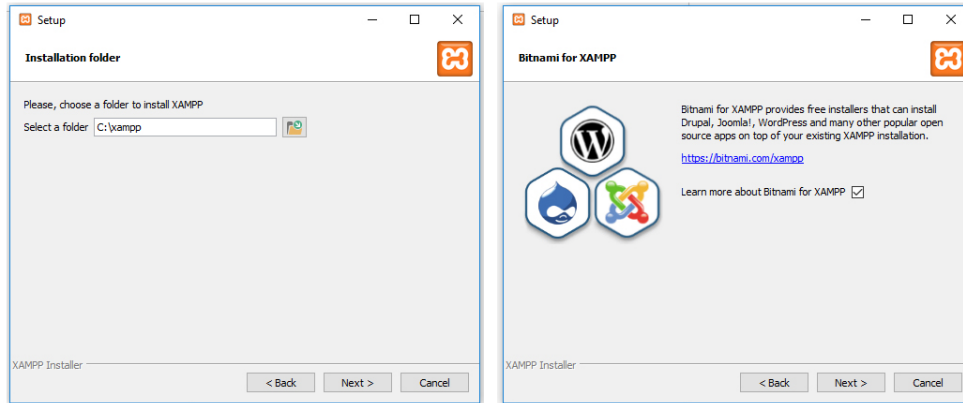 Setup
Installation folder
Please, choose a folder to install XAMPP
Select a folder C:\xampp
XAMPP Installer
< Back Next > Cancel
Setup
Bitnami for XAMPP
Bitnami for XAMPP provides free installers that can install
Drupal, Joomla!, WordPress and many other popular open
source apps on top of your existing XAMPP installation.
https://bitnami.com/xampp
Learn more about Bitnami for XAMPP
XAMPP Installer
< Back Next > Cancel